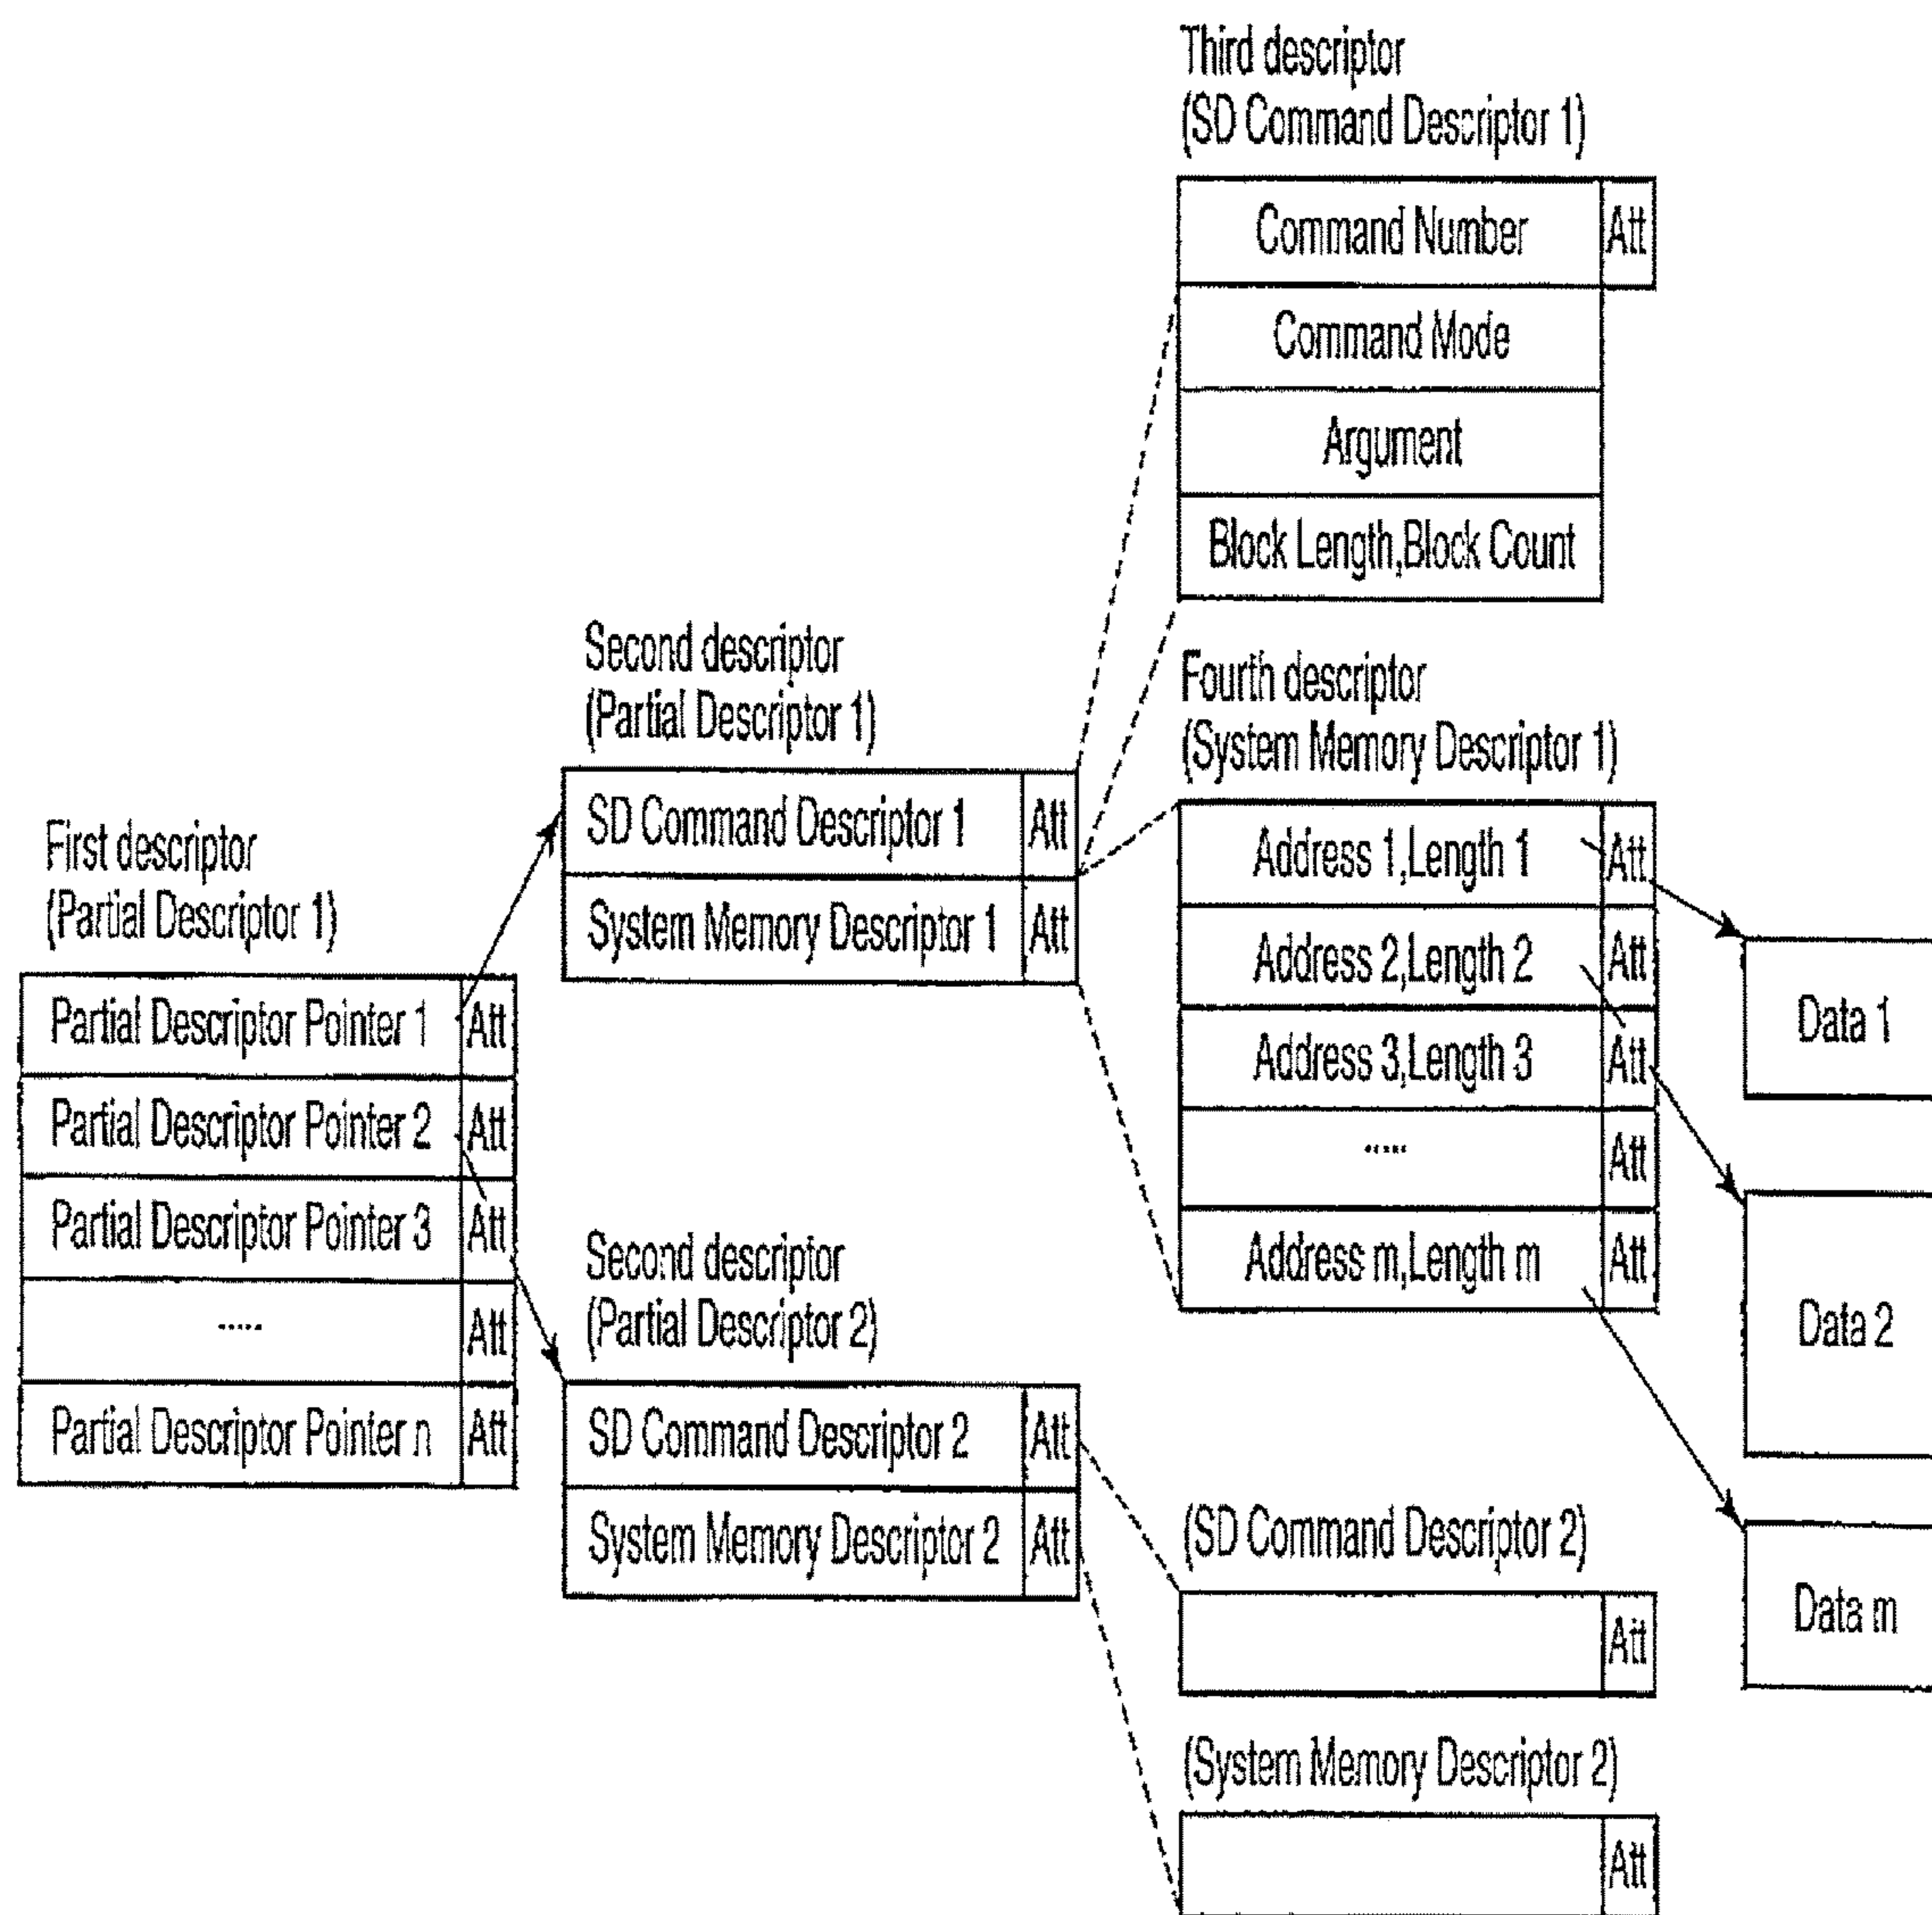 Third descriptor
(SD Command Descriptor 1)
Command Number Att
Command Mode
Argument
Block Length,Block Count
Second descriptor
(Partial Descriptor 1)
SD Command Descriptor 1 Att
System Memory Descriptor 1 Att
Fourth descriptor
(System Memory Descriptor 1)
Address 1,Length 1 Att
Address 2,Length 2 Att
Address 3,Length 3 Att
..... Att
Address m,Length m Att
First descriptor
(Partial Descriptor 1)
Partial Descriptor Pointer 1 Att
Partial Descriptor Pointer 2 Att
Partial Descriptor Pointer 3 Att
..... Att
Partial Descriptor Pointer n Att
Data 1
Data 2
Data m
Second descriptor
(Partial Descriptor 2)
SD Command Descriptor 2 Att
System Memory Descriptor 2 Att
(SD Command Descriptor 2)
Att
(System Memory Descriptor 2)
Att